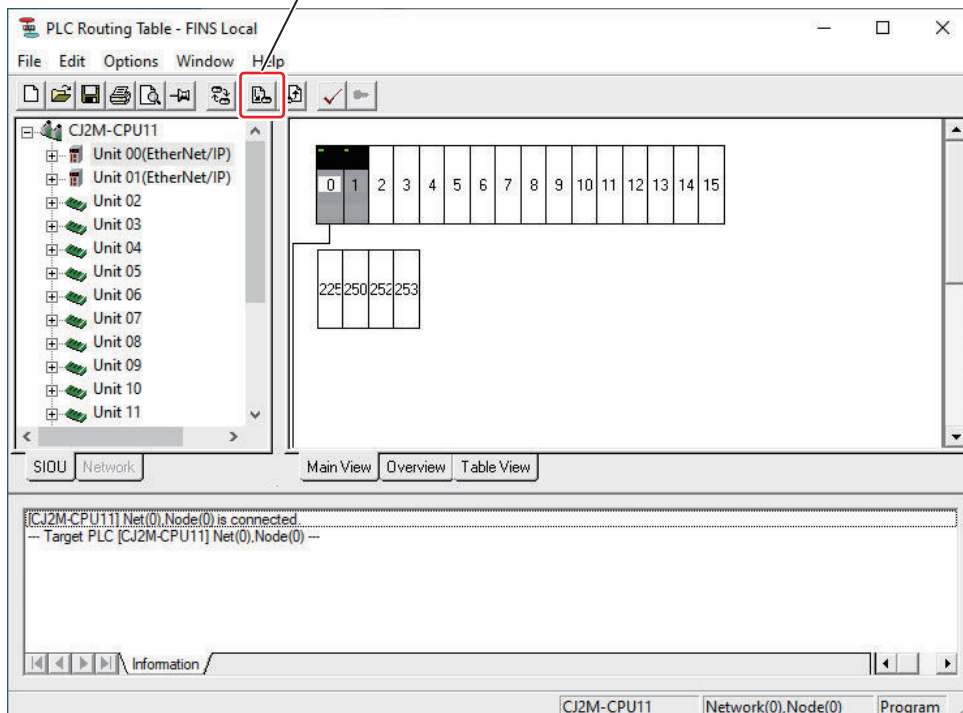 PLC Routing Table - FINS Local
File Edit Options Window Help
CJ2M-CPU11
Unit 00(EtherNet/IP)
Unit 01(EtherNet/IP)
Unit 02
Unit 03
Unit 04
Unit 05
Unit 06
Unit 07
Unit 08
Unit 09
Unit 10
Unit 11
SIOU Network
0 1 2 3 4 5 6 7 8 9 10 11 12 13 14 15
225 250 252 253
Main View Overview Table View
[CJ2M-CPU11] Net(0),Node(0) is connected.
--- Target PLC [CJ2M-CPU11] Net(0),Node(0) ---
Information
CJ2M-CPU11 Network(0),Node(0) Program